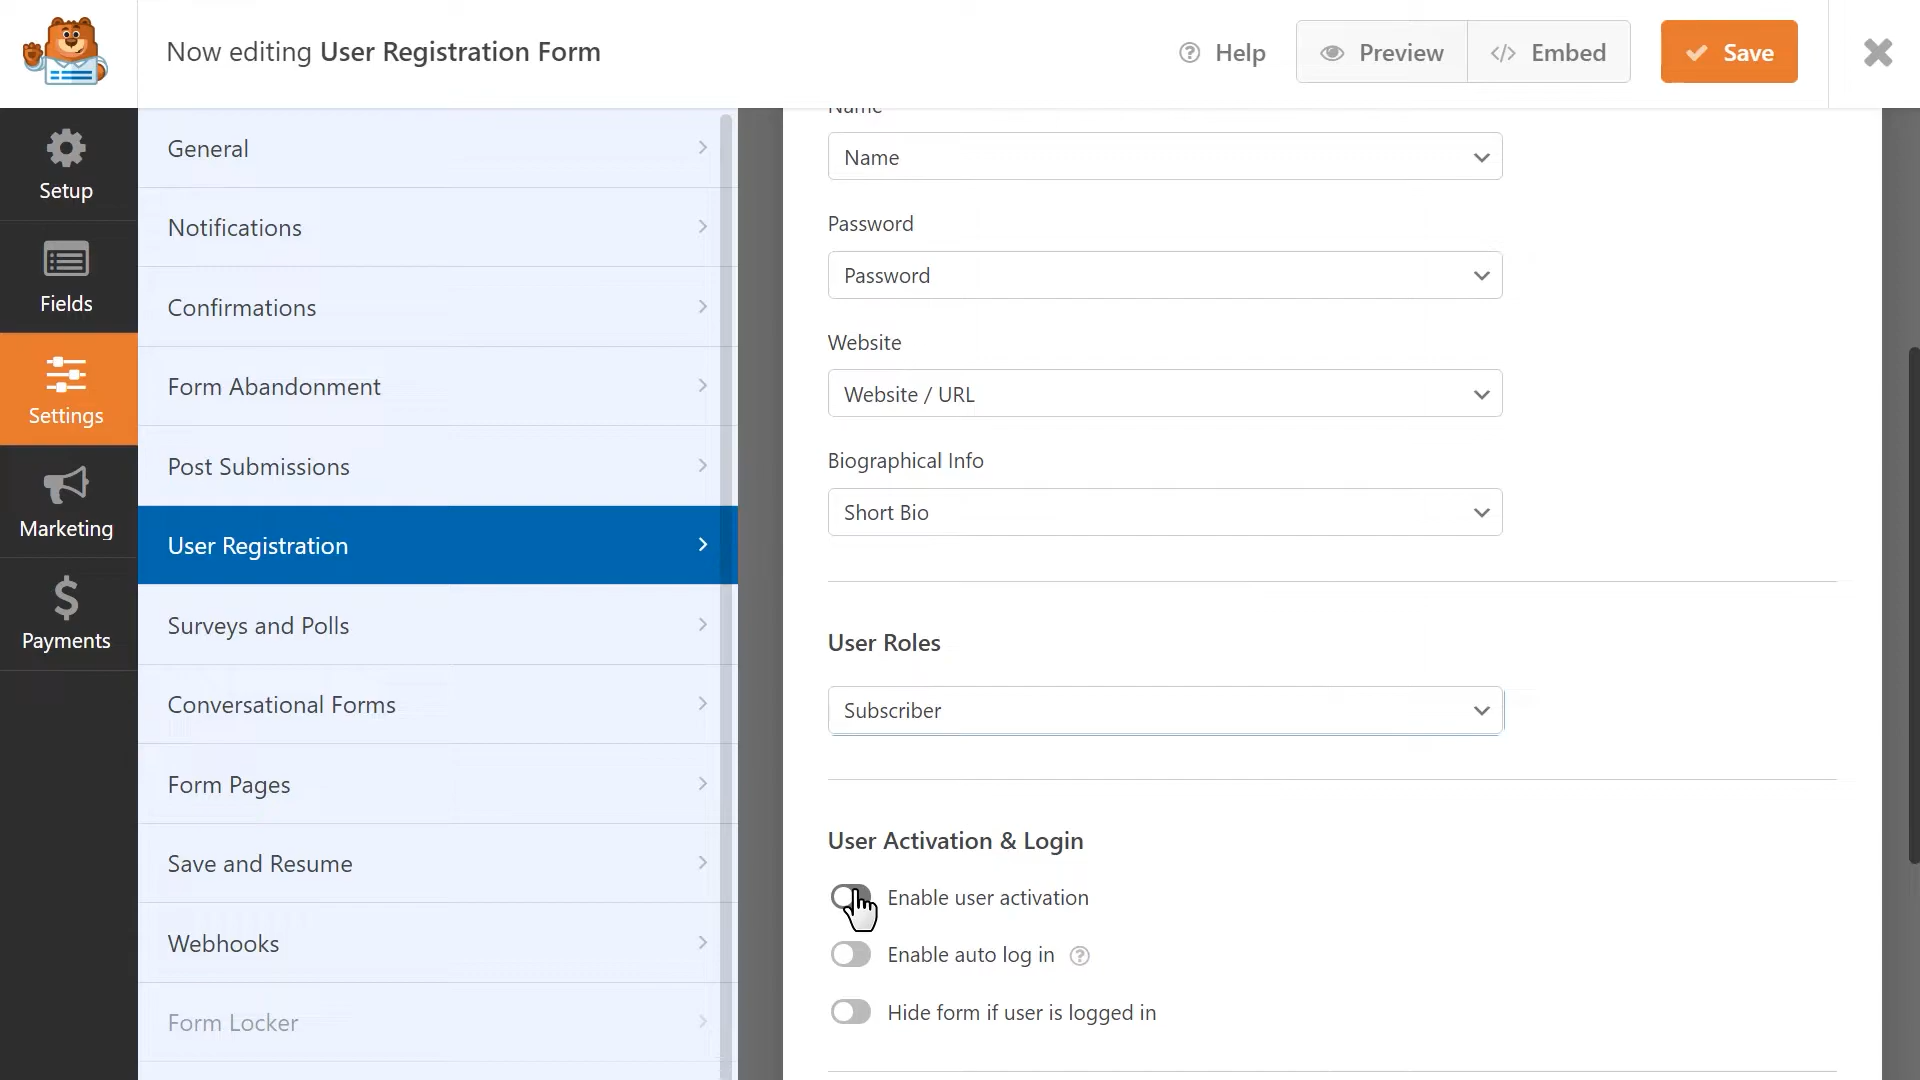 Now editing User Registration Form
Help
Preview
Embed
Save
Setup
Fields
Settings
Marketing
Payments
General
Notifications
Confirmations
Form Abandonment
Post Submissions
User Registration
Surveys and Polls
Conversational Forms
Form Pages
Save and Resume
Webhooks
Form Locker
Name
Name
Password
Password
Website
Website / URL
Biographical Info
Short Bio
User Roles
Subscriber
User Activation & Login
Enable user activation
Enable auto log in
Hide form if user is logged in